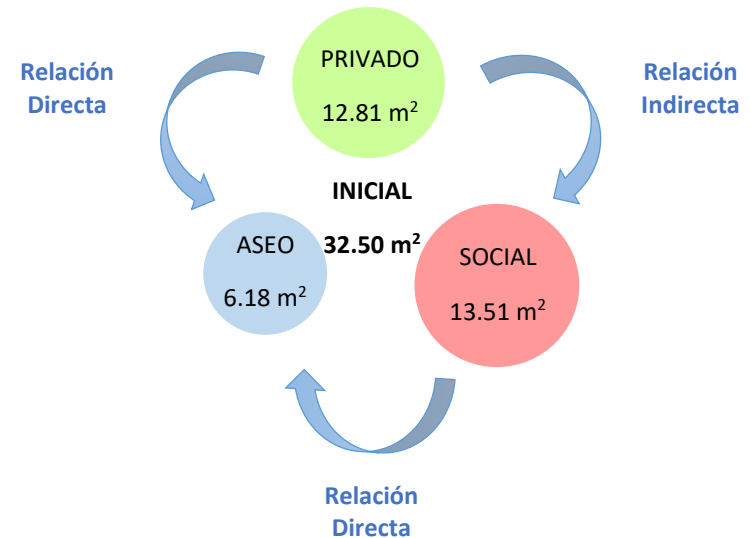 PRIVADO
12.81 m²
Relación
Directa
Relación
Indirecta
INICIAL
32.50 m²
ASEO
6.18 m²
SOCIAL
13.51 m²
Relación
Directa